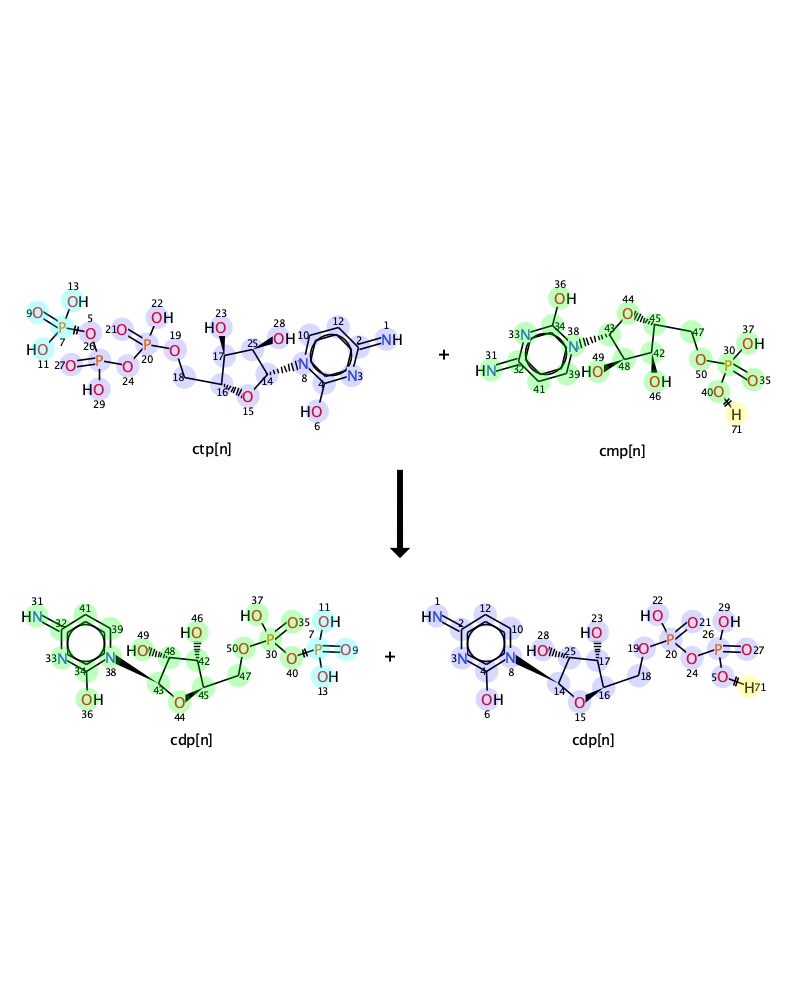 13
9 O OH 5
P O 21 O
7 26
HO P
11 27 O
HO
29
22
OH
P O 19
20
O
24
18
23
HO
17
25
28
OH
16
O
15
14
10
N
8
12
2
1
NH
N3
4
HO
6
ctp[n]
+
36
OH
34
33 N
31
HN
32
41
39
38
N
43
44
O
45
49
HO
48
42
OH
46
47
O
50
37
OH
30
P
O 35
40 O
H
71
cmp[n]
31
HN
32
41
39
33 N
34
N
38
OH
36
49
HO
48
46
HO
42
43
O
44
45
47
50 O
37
HO
P
30
O 35
O
40
11
OH
7
P
O 9
OH
13
cdp[n]
+
1
HN
2
12
10
3 N
4
N
8
OH
6
28
HO
25
23
HO
17
14
O
15
16
18
19 O
22
HO
P
20
O 21
O
24
29
OH
26
P
O 27
5 O
H 71
cdp[n]